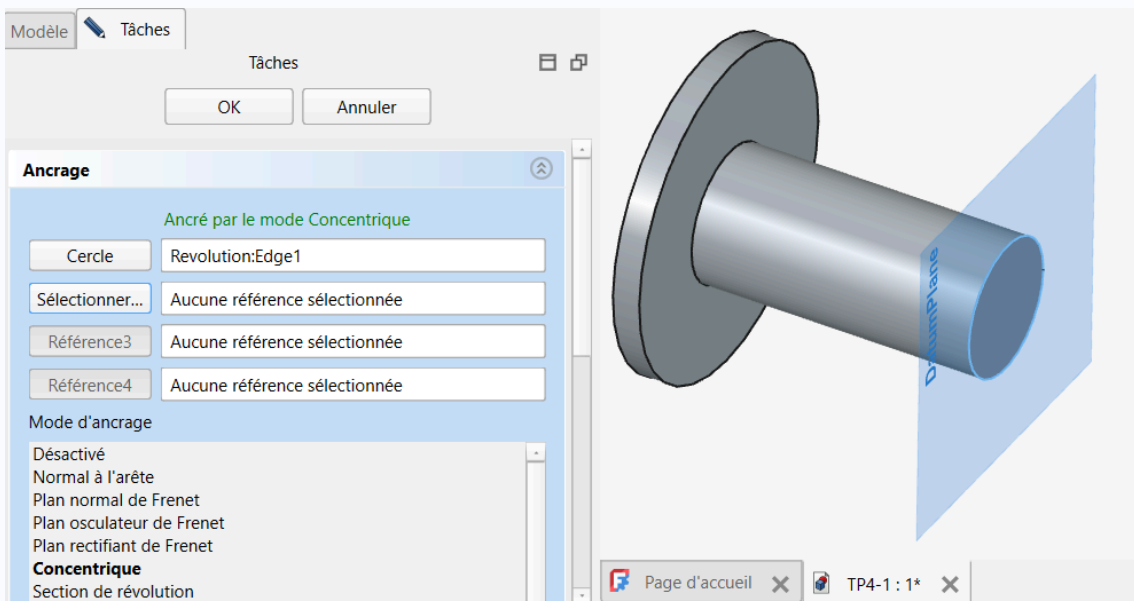 Modèle
Tâches
Tâches
OK
Annuler
Ancrage
Ancré par le mode Concentrique
Cercle
Revolution:Edge1
Sélectionner...
Aucune référence sélectionnée
Référence3
Aucune référence sélectionnée
Référence4
Aucune référence sélectionnée
Mode d'ancrage
Désactivé
Normal à l'arête
Plan normal de Frenet
Plan osculateur de Frenet
Plan rectifiant de Frenet
Concentrique
Section de révolution
DatumPlane
Page d'accueil
TP4-1 : 1*